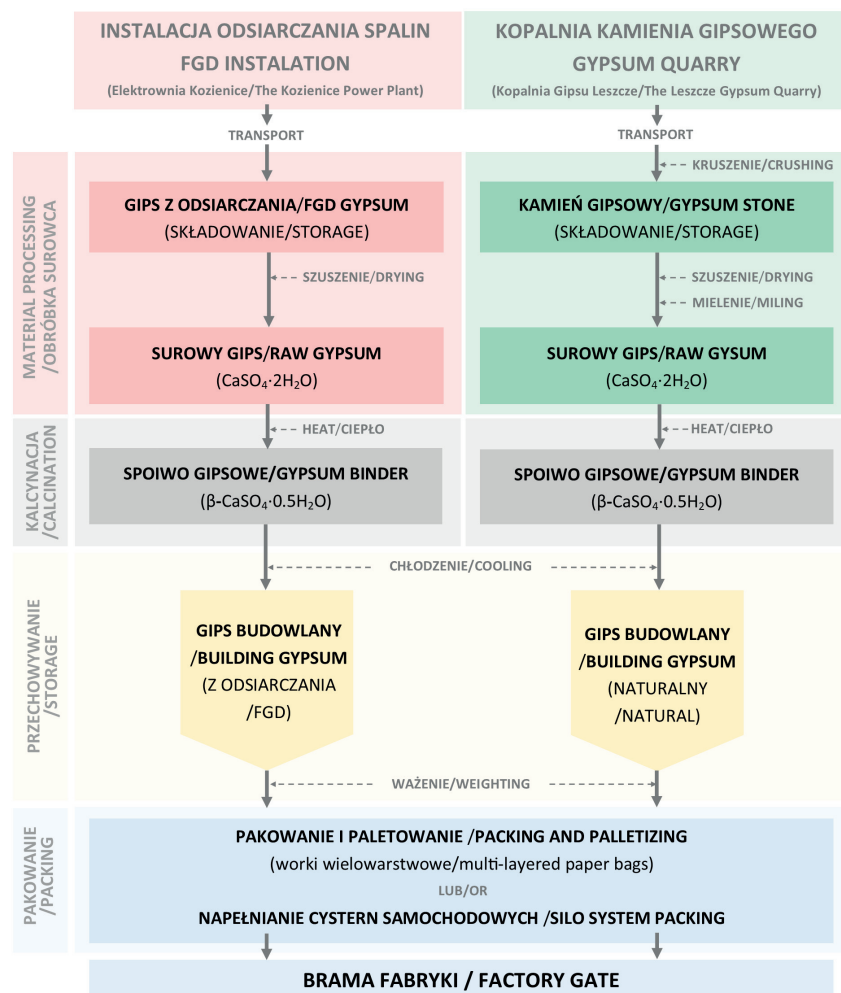 INSTALACJA ODSIARCZANIA SPALIN
FGD INSTALATION
(Elektrownia Kozienice/The Kozienice Power Plant)
KOPALNIA KAMIENIA GIPSOWEGO
GYPSUM QUARRY
(Kopalnia Gipsu Leszcze/The Leszcze Gypsum Quarry)
TRANSPORT
TRANSPORT
MATERIAL PROCESSING
/OBRÓBKA SUROWCA
KRUSZENIE/CRUSHING
GIPS Z ODSIARCZANIA/FGD GYPSUM
(SKŁADOWANIE/STORAGE)
KAMIEŃ GIPSOWY/GYPSUM STONE
(SKŁADOWANIE/STORAGE)
SZUSZENIE/DRYING
SZUSZENIE/DRYING
MIELENIE/MILING
SUROWY GIPS/RAW GYPSUM
(CaSO₄·2H₂O)
SUROWY GIPS/RAW GYSUM
(CaSO₄·2H₂O)
KALCYNACJA
/CALCINATION
HEAT/CIEPŁO
HEAT/CIEPŁO
SPOIWO GIPSOWE/GYPSUM BINDER
(β-CaSO₄·0.5H₂O)
SPOIWO GIPSOWE/GYPSUM BINDER
(β-CaSO₄·0.5H₂O)
PRZECHOWYWANIE
/STORAGE
CHŁODZENIE/COOLING
GIPS BUDOWLANY
/BUILDING GYPSUM
(Z ODSIARCZANIA
/FGD)
GIPS BUDOWLANY
/BUILDING GYPSUM
(NATURALNY
/NATURAL)
WAŻENIE/WEIGHTING
PAKOWANIE
/PACKING
PAKOWANIE I PALETOWANIE /PACKING AND PALLETIZING
(worki wielowarstwowe/multi-layered paper bags)
LUB/OR
NAPEŁNIANIE CYSTERN SAMOCHODOWYCH /SILO SYSTEM PACKING
BRAMA FABRYKI / FACTORY GATE